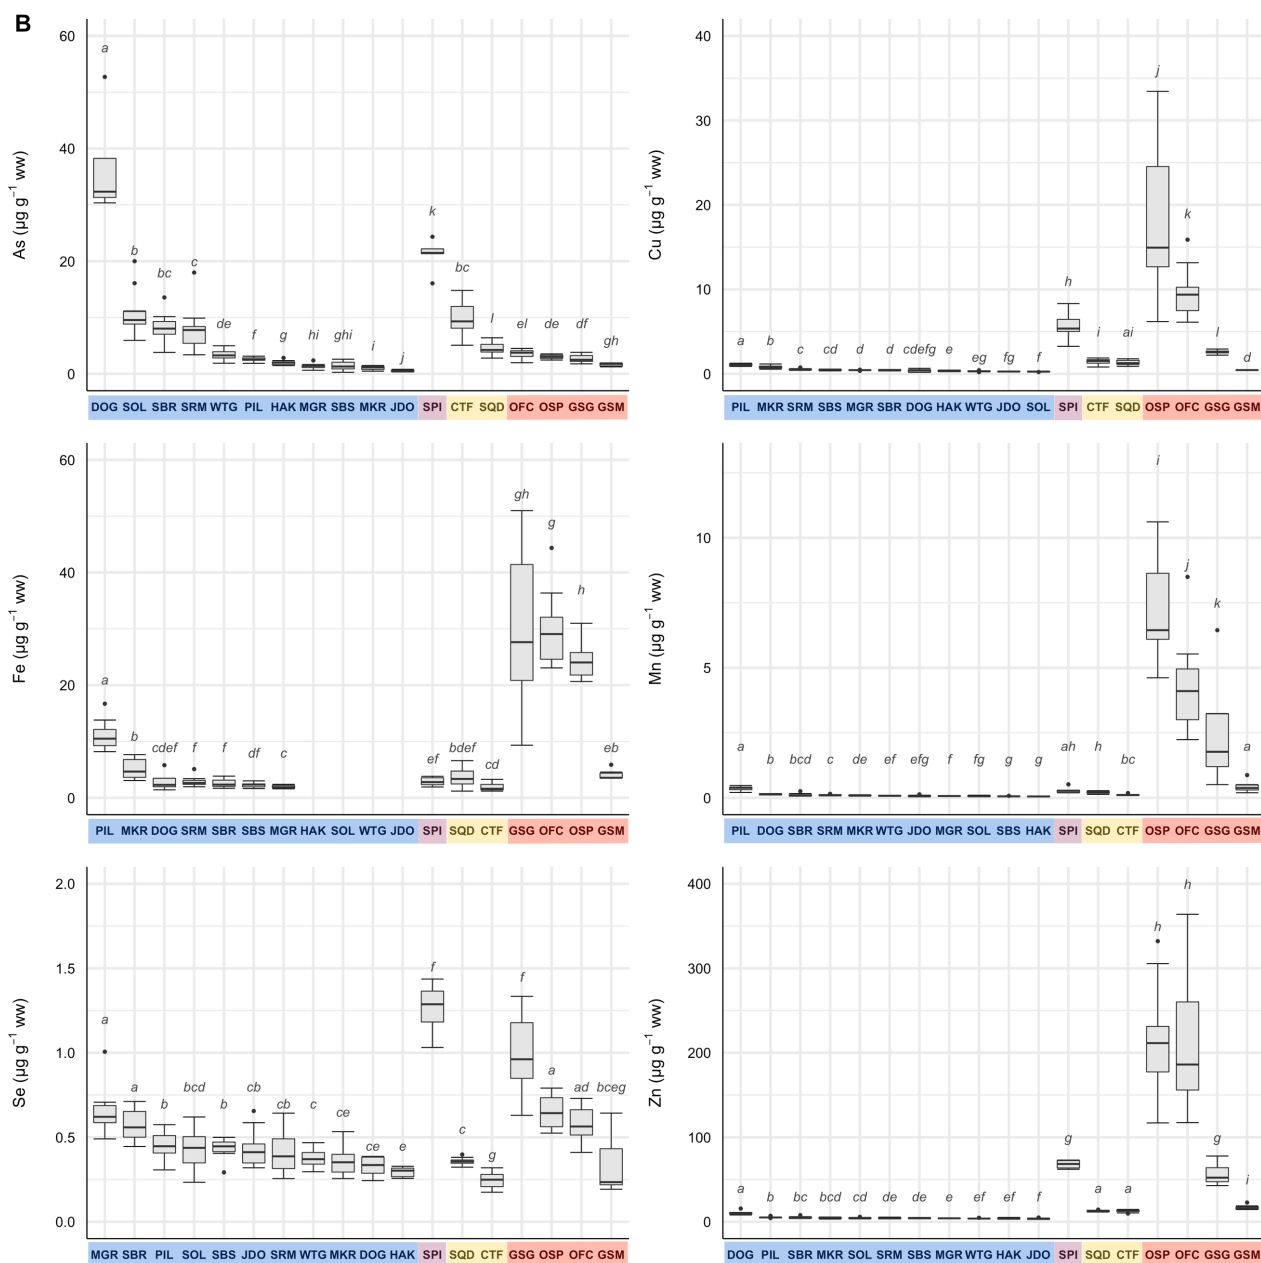 B
As (µg g⁻¹ ww)
60
40
20
0
a
b
bc
c
de
f
g
hi
ghi
i
j
k
bc
l
el
de
df
gh
DOG SOL SBR SRM WTG PIL HAK MGR SBS MKR JDO SPI CTF SQD OFC OSP GSG GSM
Cu (µg g⁻¹ ww)
40
30
20
10
0
a
b
c
cd
d
d
cdefg
e
eg
fg
f
h
i
ai
j
k
l
d
PIL MKR SRM SBS MGR SBR DOG HAK WTG JDO SOL SPI CTF SQD OSP OFC GSG GSM
Fe (µg g⁻¹ ww)
60
40
20
0
a
b
cdef
f
f
df
c
ef
bdef
cd
gh
g
h
eb
PIL MKR DOG SRM SBR SBS MGR HAK SOL WTG JDO SPI SQD CTF GSG OFC OSP GSM
Mn (µg g⁻¹ ww)
10
5
0
a
b
bcd
c
de
ef
efg
f
fg
g
g
ah
h
bc
i
j
k
a
PIL DOG SBR SRM MKR WTG JDO MGR SOL SBS HAK SPI SQD CTF OSP OFC GSG GSM
Se (µg g⁻¹ ww)
2.0
1.5
1.0
0.5
0.0
a
a
b
bcd
b
cb
cb
c
ce
ce
e
f
c
g
f
a
ad
bceg
MGR SBR PIL SOL SBS JDO SRM WTG MKR DOG HAK SPI SQD CTF GSG OSP OFC GSM
Zn (µg g⁻¹ ww)
400
300
200
100
0
a
b
bc
bcd
cd
de
de
e
ef
ef
f
g
a
a
h
h
g
i
DOG PIL SBR MKR SOL SRM SBS MGR WTG HAK JDO SPI SQD CTF OSP OFC GSG GSM